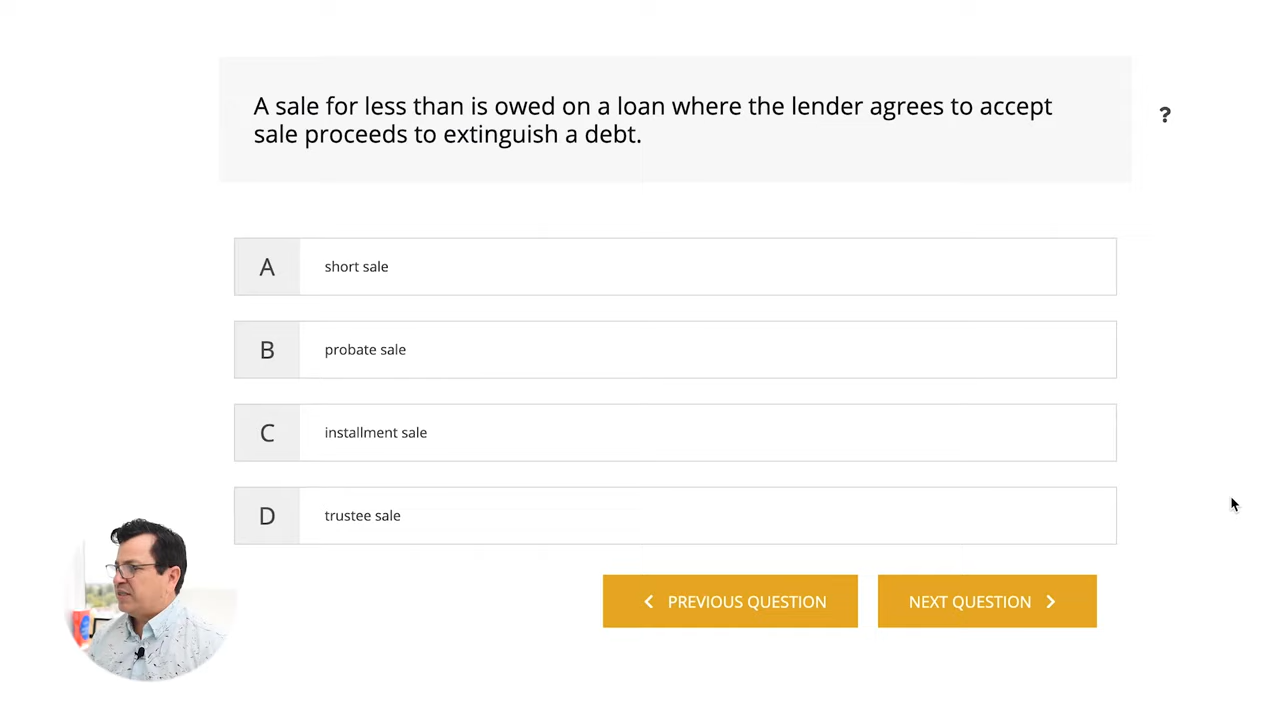 A sale for less than is owed on a loan where the lender agrees to accept
sale proceeds to extinguish a debt.
?
A short sale
B probate sale
C installment sale
D trustee sale
PREVIOUS QUESTION NEXT QUESTION